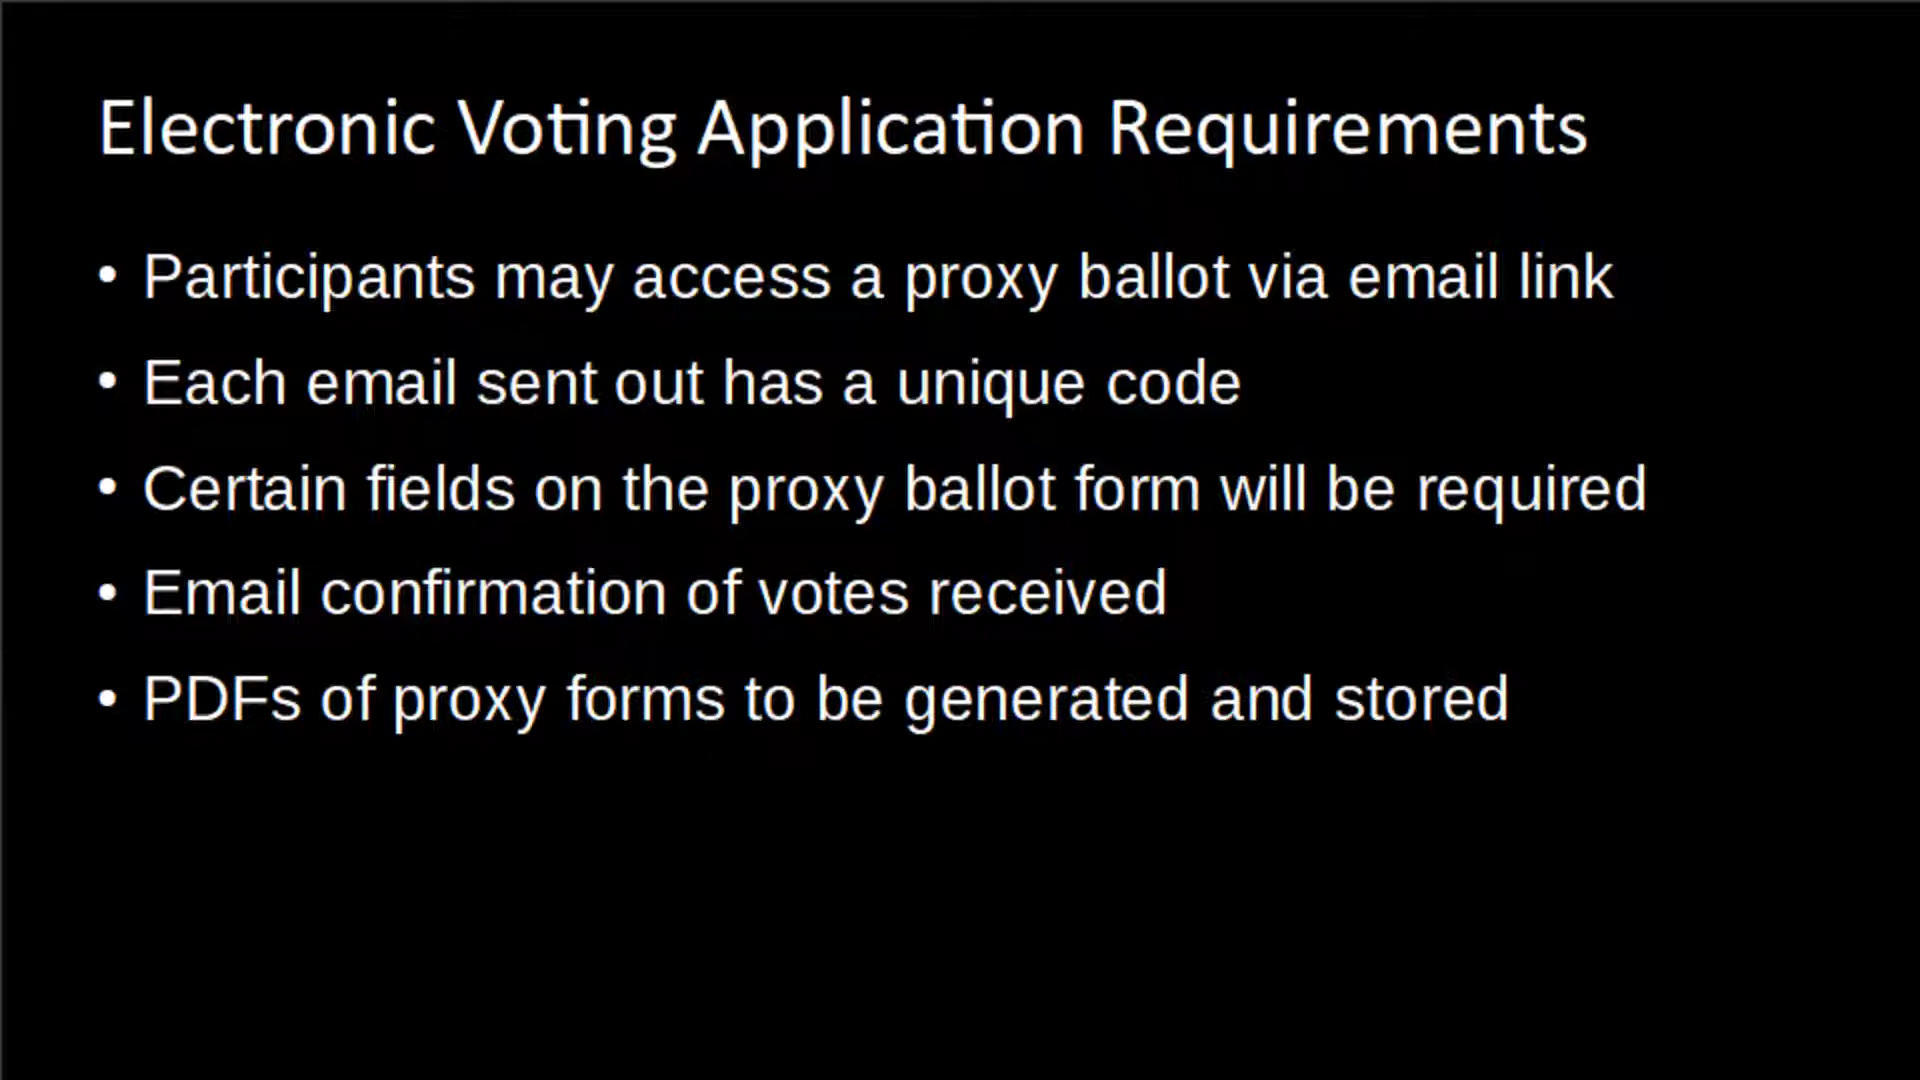 Electronic Voting Application Requirements
• Participants may access a proxy ballot via email link
• Each email sent out has a unique code
• Certain fields on the proxy ballot form will be required
• Email confirmation of votes received
• PDFs of proxy forms to be generated and stored